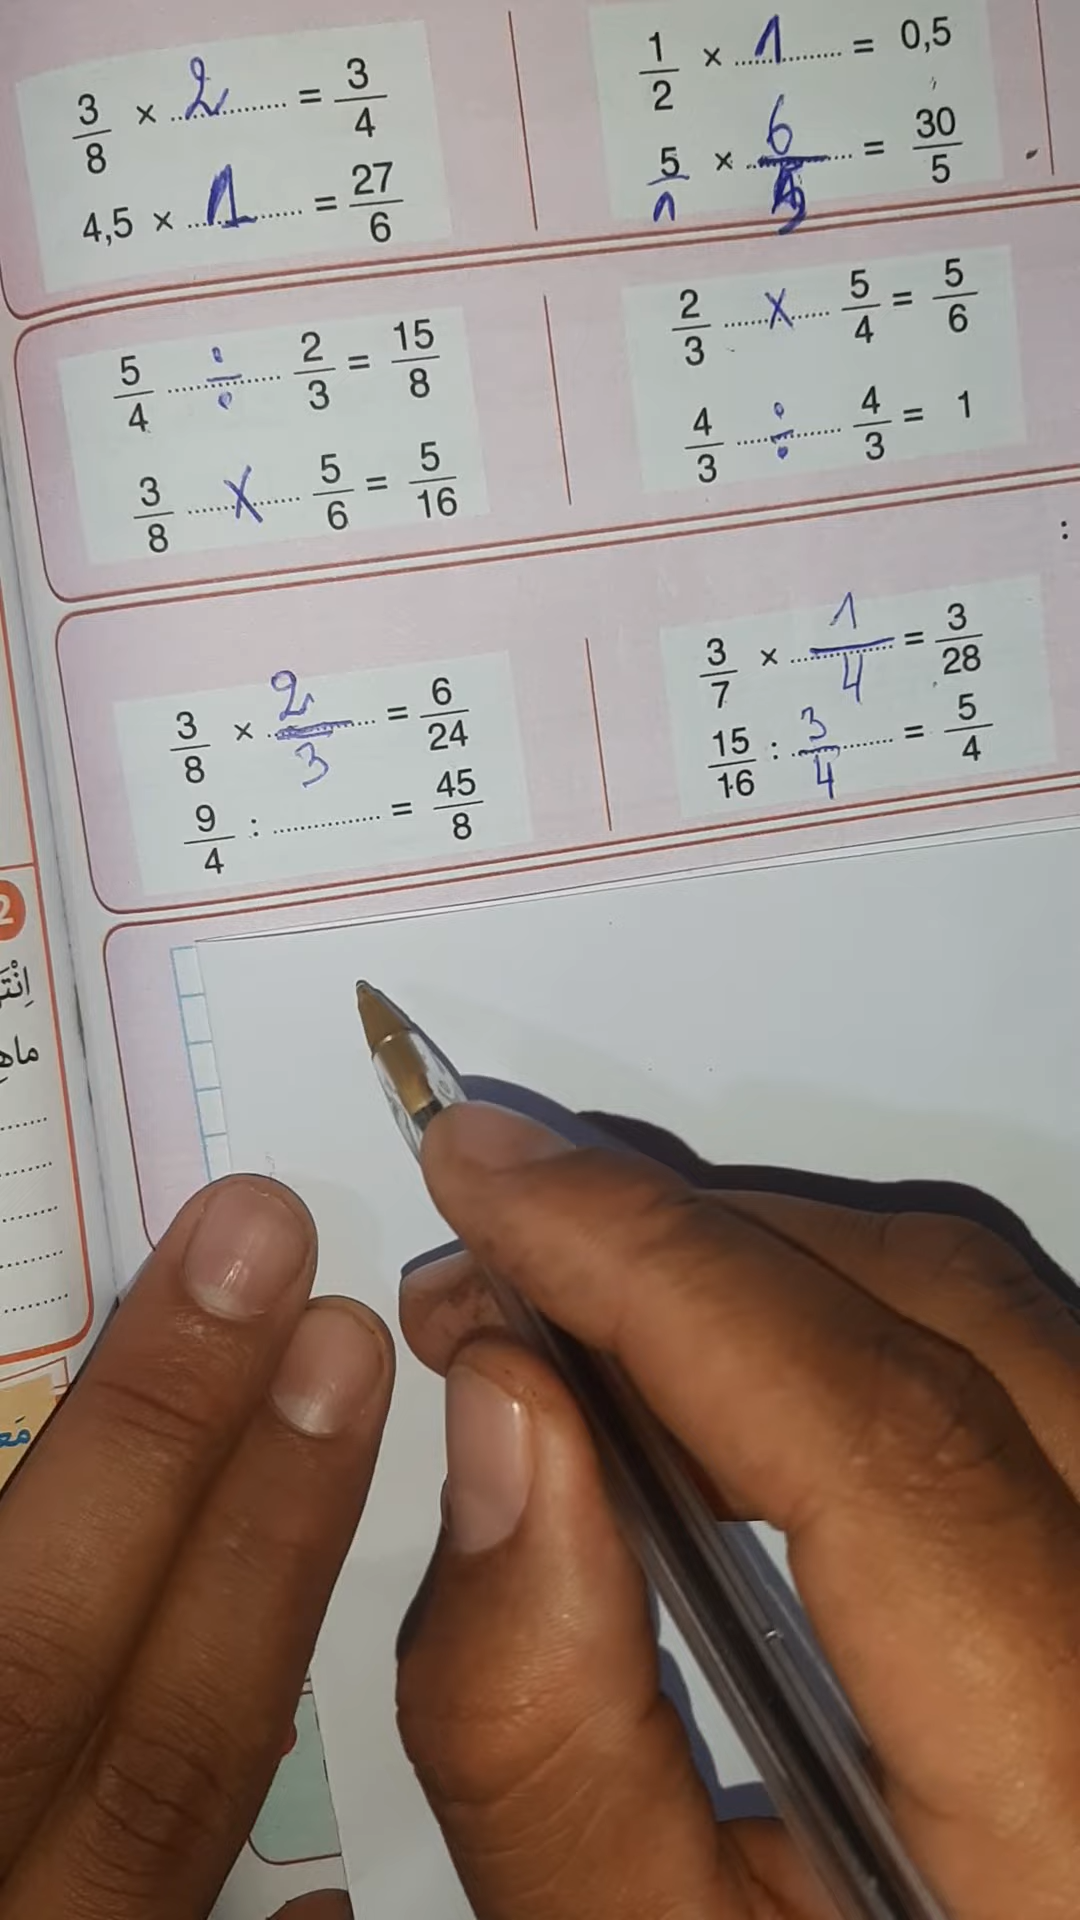 3/8 × 2 = 3/4
4,5 × 1 = 27/6
1/2 × 1 = 0,5
5/1 × 6/5 = 30/5
5/4 ÷ 2/3 = 15/8
3/8 × 5/6 = 5/16
2/3 × 5/4 = 5/6
4/3 ÷ 4/3 = 1
:
3/8 × 2/3 = 6/24
9/4 : .............. = 45/8
3/7 × 1/4 = 3/28
15/16 : 3/4 = 5/4
2